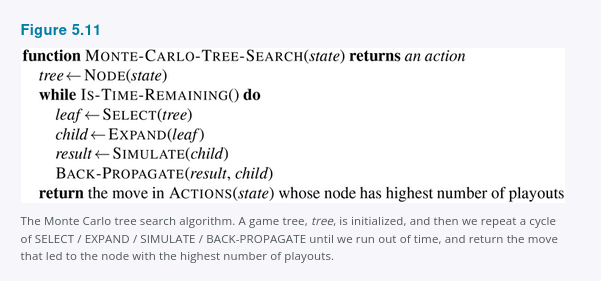 Figure 5.11
function MONTE-CARLO-TREE-SEARCH(state) returns an action
tree ← NODE(state)
while IS-TIME-REMAINING() do
leaf ← SELECT(tree)
child ← EXPAND(leaf)
result ← SIMULATE(child)
BACK-PROPAGATE(result, child)
return the move in ACTIONS(state) whose node has highest number of playouts
The Monte Carlo tree search algorithm. A game tree, tree, is initialized, and then we repeat a cycle
of SELECT / EXPAND / SIMULATE / BACK-PROPAGATE until we run out of time, and return the move
that led to the node with the highest number of playouts.